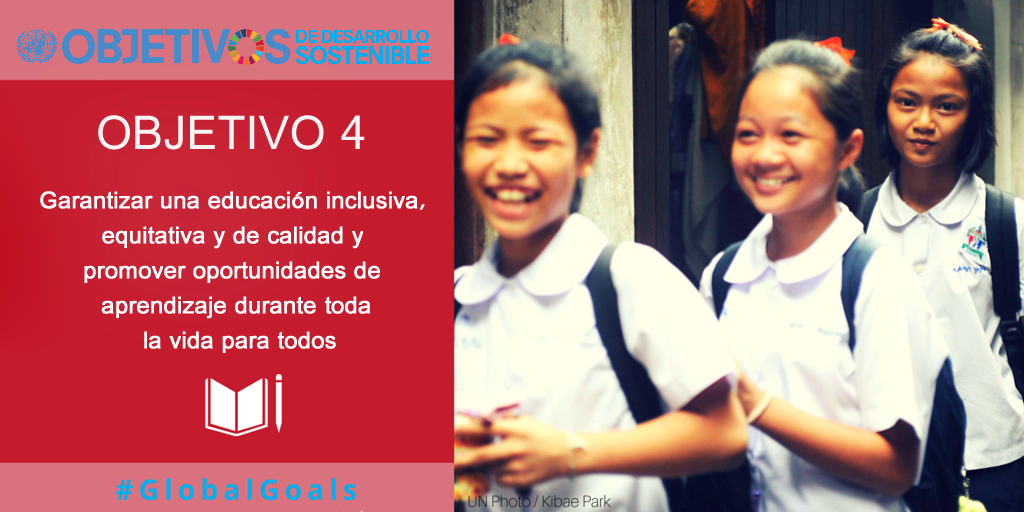 OBJETIVOS DE DESARROLLO
SOSTENIBLE
OBJETIVO 4
Garantizar una educación inclusiva,
equitativa y de calidad y
promover oportunidades de
aprendizaje durante toda
la vida para todos
#GlobalGoals
UN Photo / Kibae Park